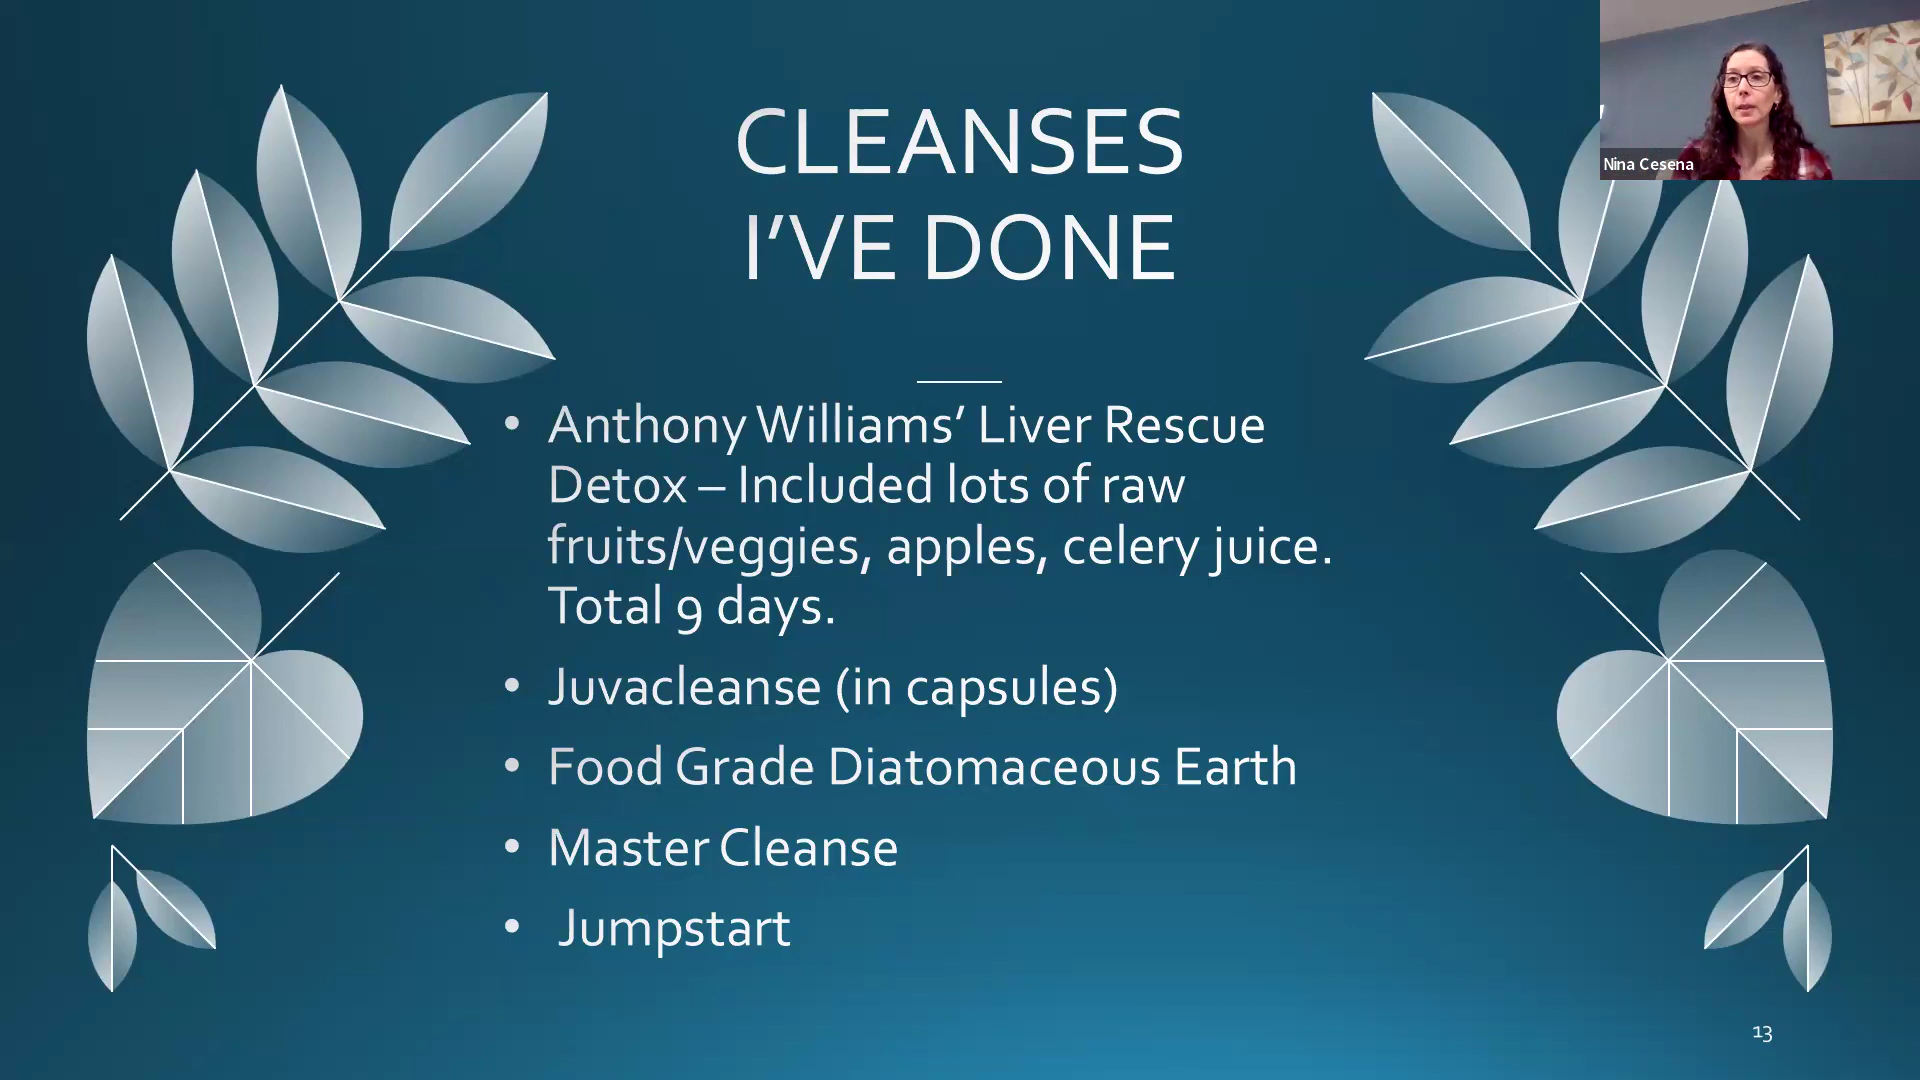 CLEANSES
I’VE DONE
Nina Cesena
• Anthony Williams’ Liver Rescue
Detox – Included lots of raw
fruits/veggies, apples, celery juice.
Total 9 days.
• Juvacleanse (in capsules)
• Food Grade Diatomaceous Earth
• Master Cleanse
• Jumpstart
13